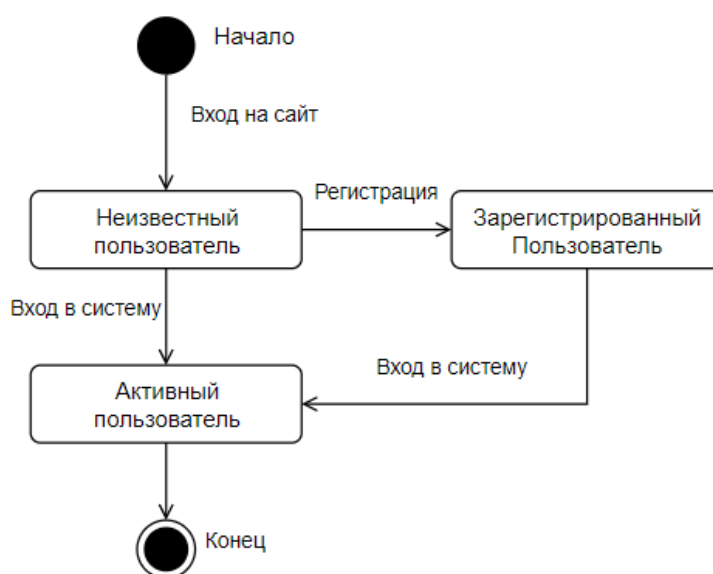 Начало
Вход на сайт
Регистрация
Неизвестный
пользователь
Зарегистрированный
Пользователь
Вход в систему
Вход в систему
Активный
пользователь
Конец